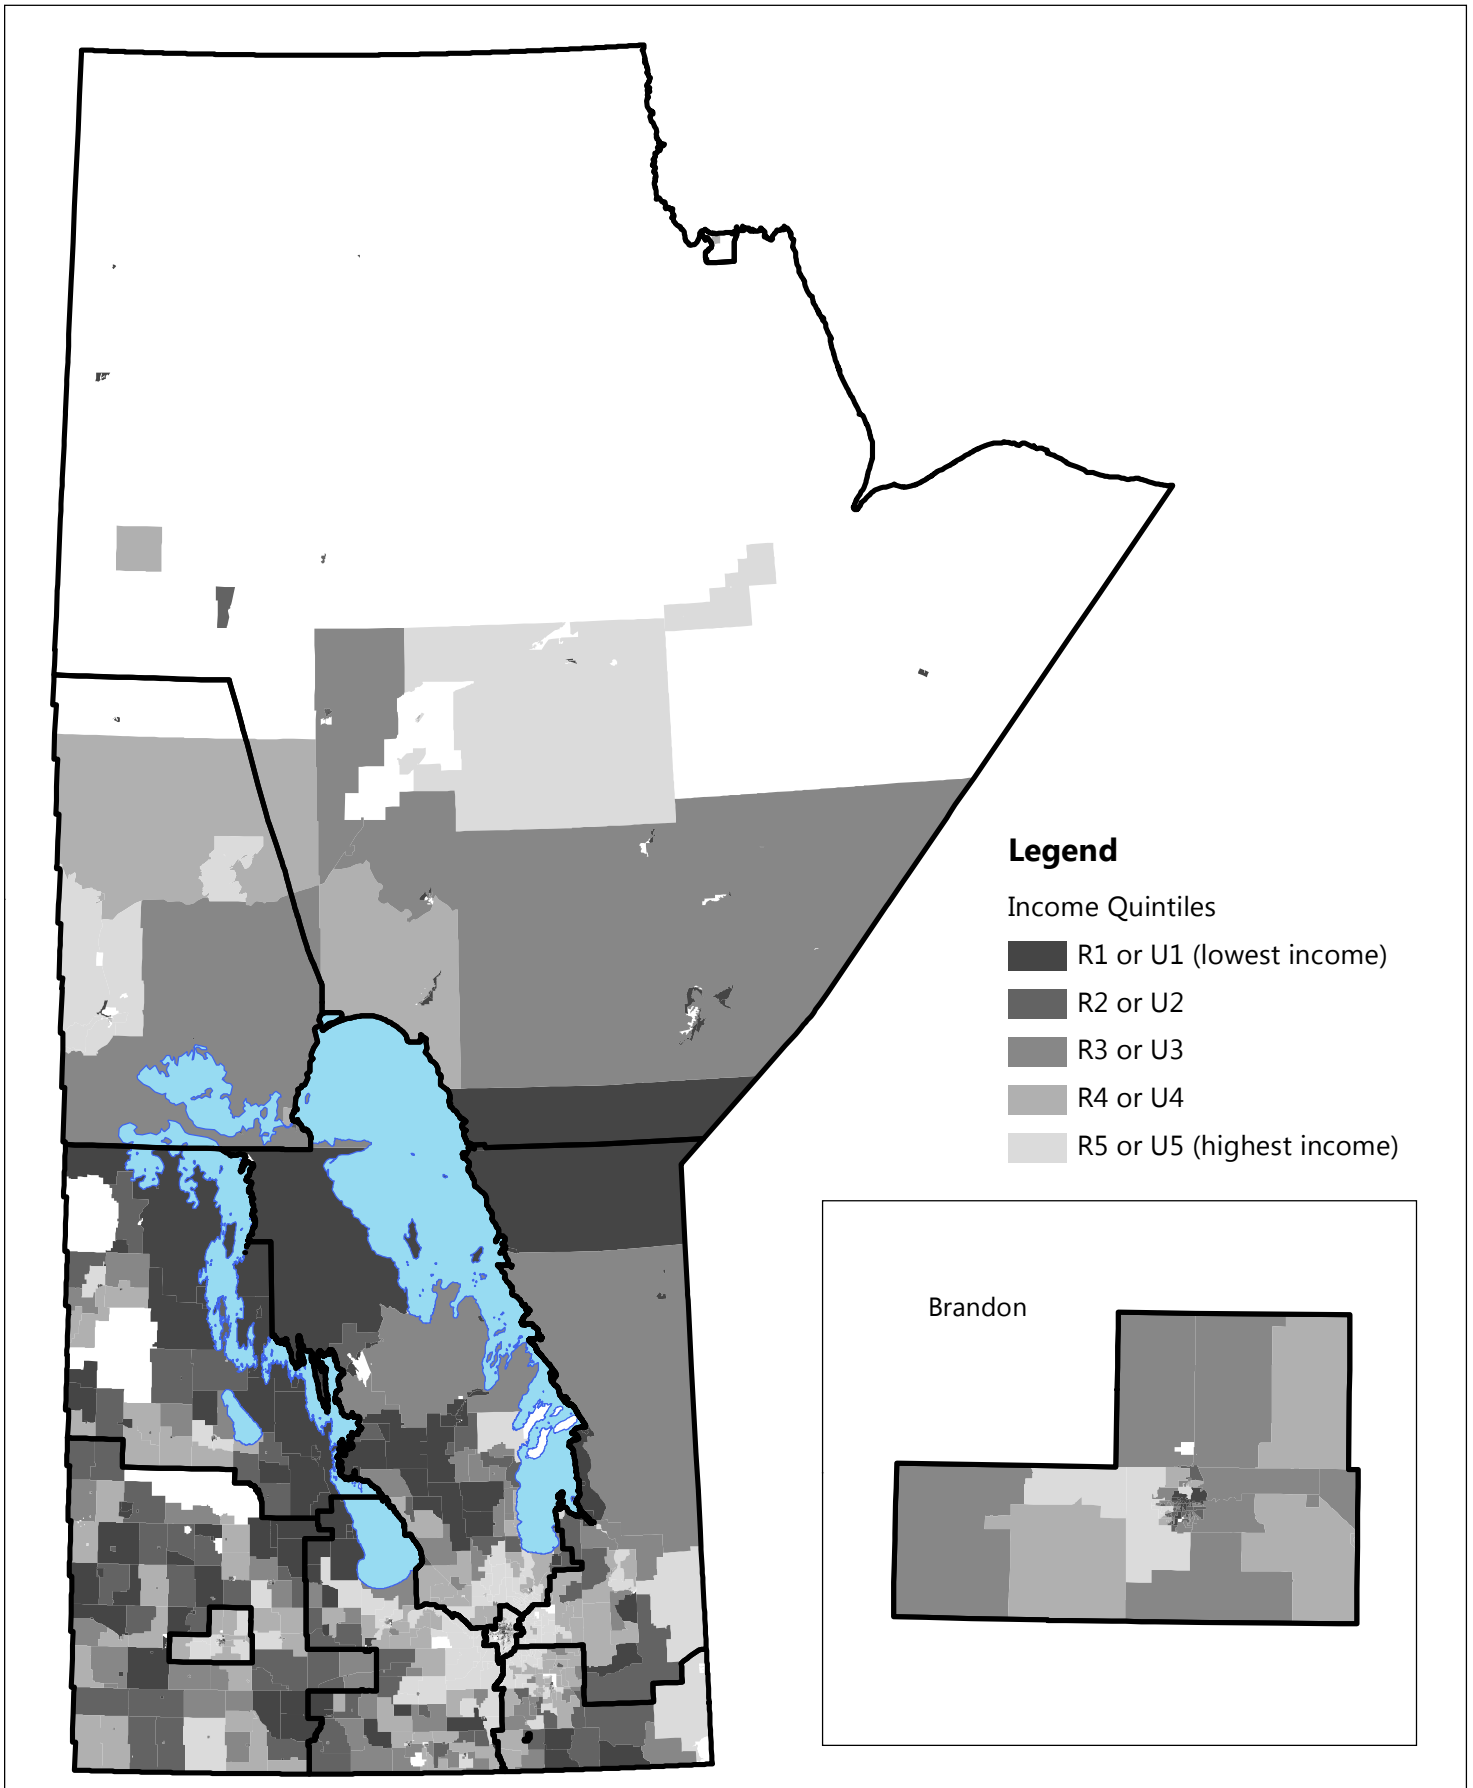 Legend
Income Quintiles
R1 or U1 (lowest income)
R2 or U2
R3 or U3
R4 or U4
R5 or U5 (highest income)
Brandon